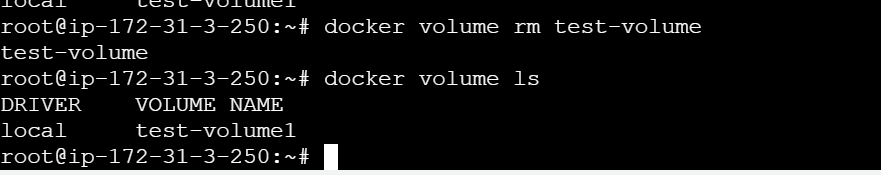 local     test-volume1
root@ip-172-31-3-250:~# docker volume rm test-volume
test-volume
root@ip-172-31-3-250:~# docker volume ls
DRIVER    VOLUME NAME
local     test-volume1
root@ip-172-31-3-250:~#